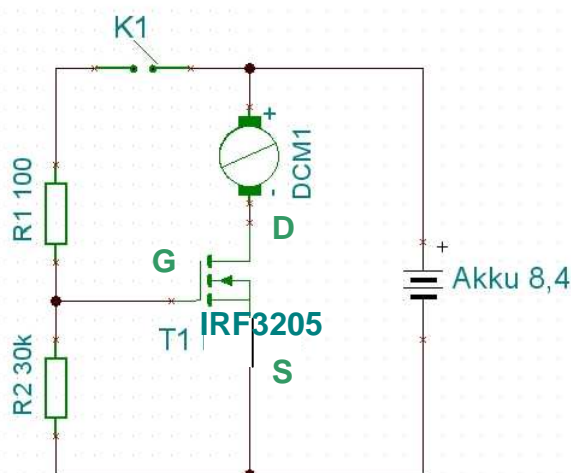 K1
+
DCM1
-
R1 100
D
G
+
Akku 8,4
T1
IRF3205
S
R2 30k